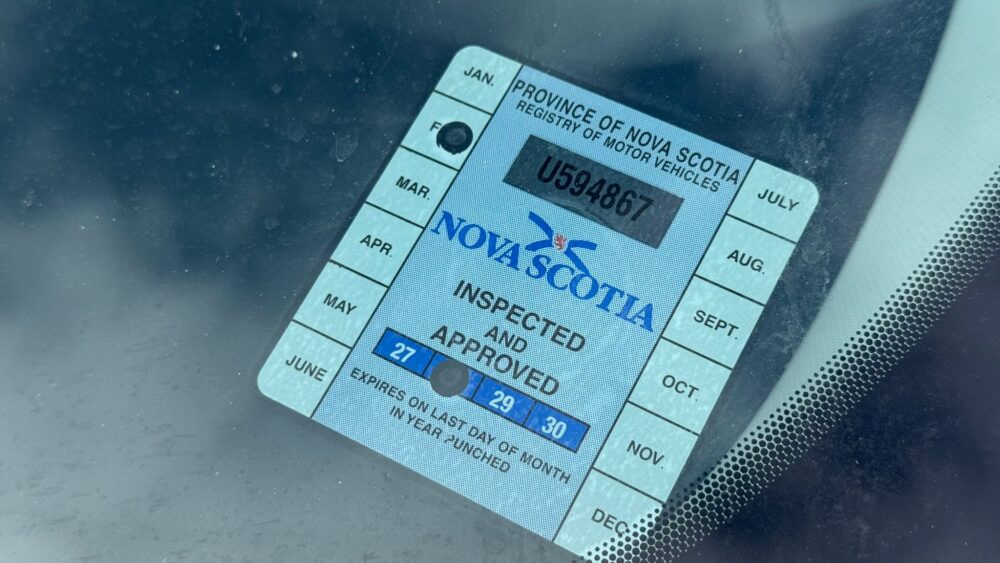 JAN.
F
MAR.
APR.
MAY
JUNE
PROVINCE OF NOVA SCOTIA
REGISTRY OF MOTOR VEHICLES
U594867
NOVA SCOTIA
INSPECTED
AND
APPROVED
27 29 30
EXPIRES ON LAST DAY OF MONTH
IN YEAR PUNCHED
JULY
AUG.
SEPT.
OCT.
NOV.
DEC